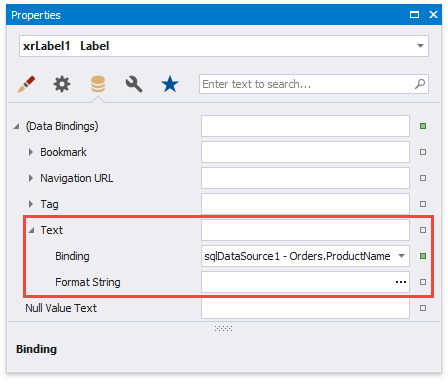 Properties
xrLabel1 Label
Enter text to search...
(Data Bindings)
Bookmark
Navigation URL
Tag
Text
Binding sqlDataSource1 - Orders.ProductName
Format String ...
Null Value Text
Binding